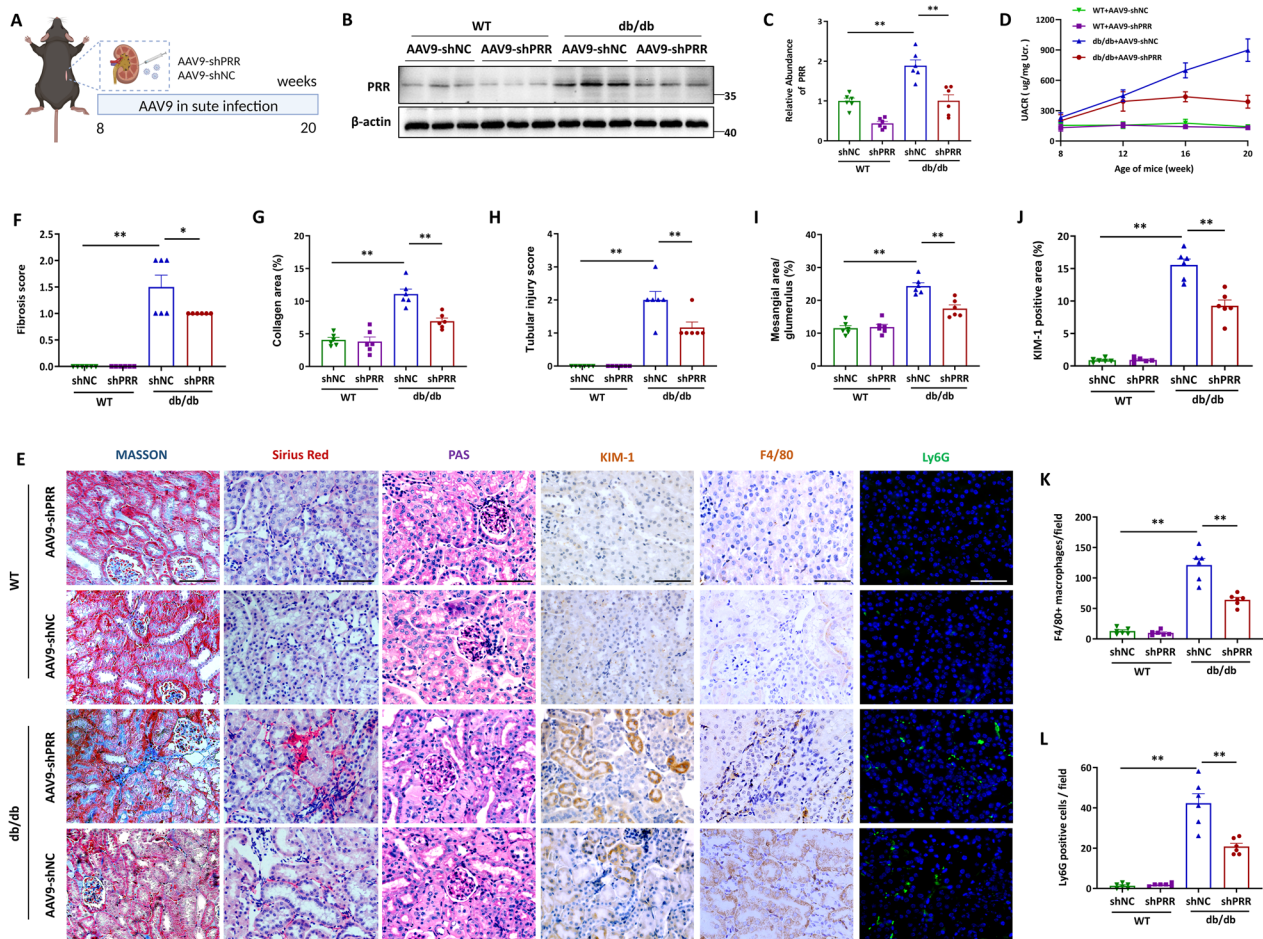 A
AAV9-shPRR
AAV9-shNC
weeks
AAV9 in sute infection
8
20
B
WT
db/db
AAV9-shNC
AAV9-shPRR
AAV9-shNC
AAV9-shPRR
PRR
35
β-actin
40
C
Relative Abundance
of PRR
3
2
1
0
**
**
shNC
shPRR
shNC
shPRR
WT
db/db
D
WT+AAV9-shNC
WT+AAV9-shPRR
db/db+AAV9-shNC
db/db+AAV9-shPRR
UACR ( ug/mg Ucr.)
1200
900
600
300
0
8
12
16
20
Age of mice (week)
F
Fibrosis score
2.5
2.0
1.5
1.0
0.5
0.0
**
*
shNC
shPRR
shNC
shPRR
WT
db/db
G
Collagen area (%)
20
15
10
5
0
**
**
shNC
shPRR
shNC
shPRR
WT
db/db
H
Tubular injury score
4
3
2
1
0
**
**
shNC
shPRR
shNC
shPRR
WT
db/db
I
Mesangial area/
glumerulus (%)
40
30
20
10
0
**
**
shNC
shPRR
shNC
shPRR
WT
db/db
J
KIM-1 positive area (%)
20
15
10
5
0
**
**
shNC
shPRR
shNC
shPRR
WT
db/db
E
MASSON
Sirius Red
PAS
KIM-1
F4/80
Ly6G
WT
AAV9-shPRR
AAV9-shNC
db/db
AAV9-shPRR
AAV9-shNC
K
F4/80+ macrophages/field
200
150
100
50
0
**
**
shNC
shPRR
shNC
shPRR
WT
db/db
L
Ly6G positive cells / field
60
40
20
0
**
**
shNC
shPRR
shNC
shPRR
WT
db/db